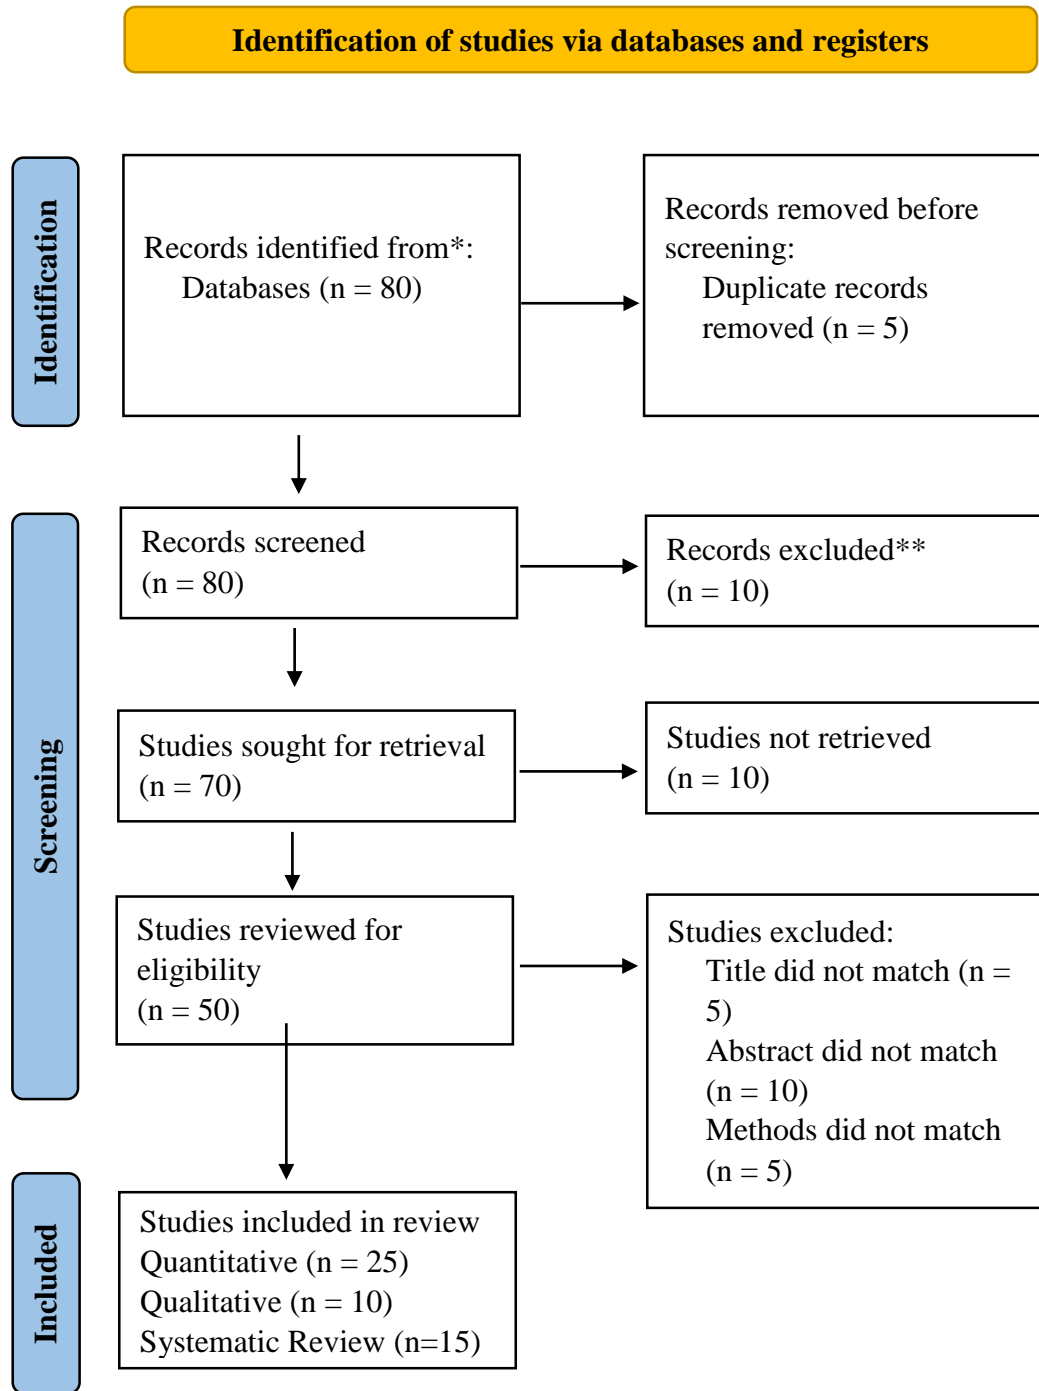 Identification of studies via databases and registers
Identification
Records identified from*:
Databases (n = 80)
Records removed before
screening:
Duplicate records
removed (n = 5)
Screening
Records screened
(n = 80)
Records excluded**
(n = 10)
Studies sought for retrieval
(n = 70)
Studies not retrieved
(n = 10)
Studies reviewed for
eligibility
(n = 50)
Studies excluded:
Title did not match (n =
5)
Abstract did not match
(n = 10)
Methods did not match
(n = 5)
Included
Studies included in review
Quantitative (n = 25)
Qualitative (n = 10)
Systematic Review (n=15)